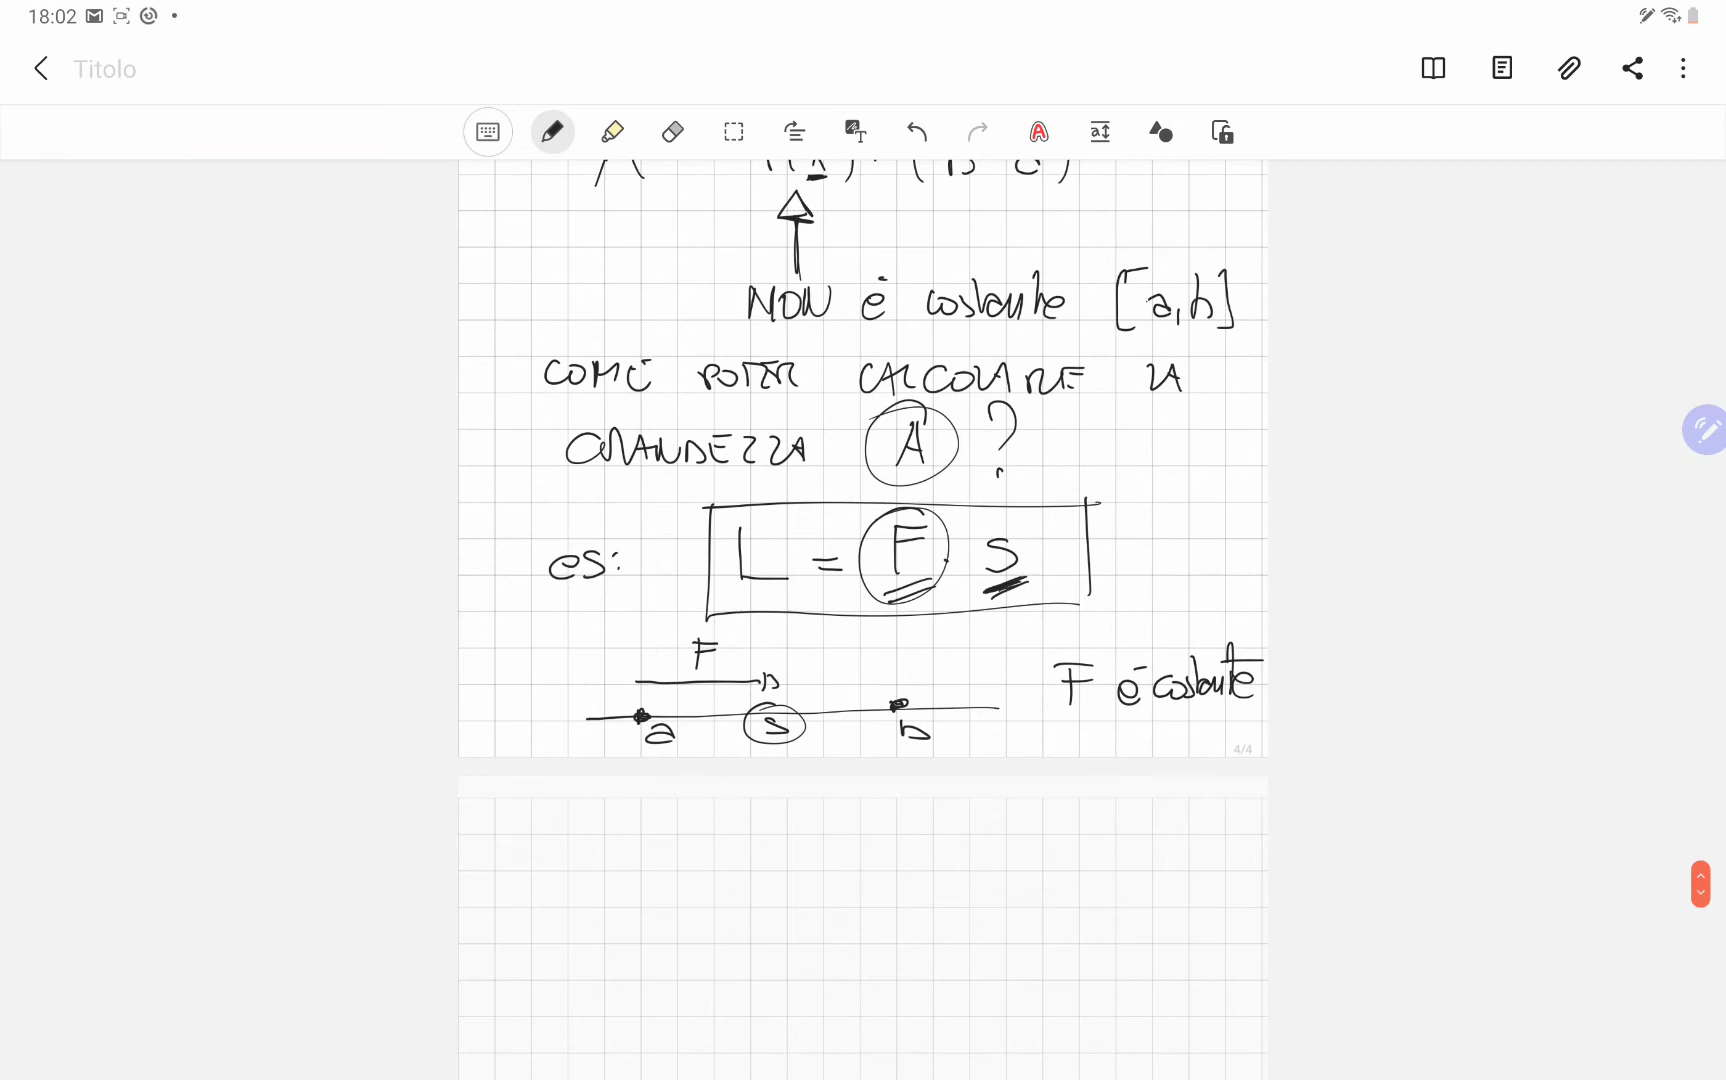 18:02
Titolo
NON è costante [a,b]
COME POTER CALCOLARE LA
GRANDEZZA A ?
es: L = F · s
F
F è costante
a s b
4/4